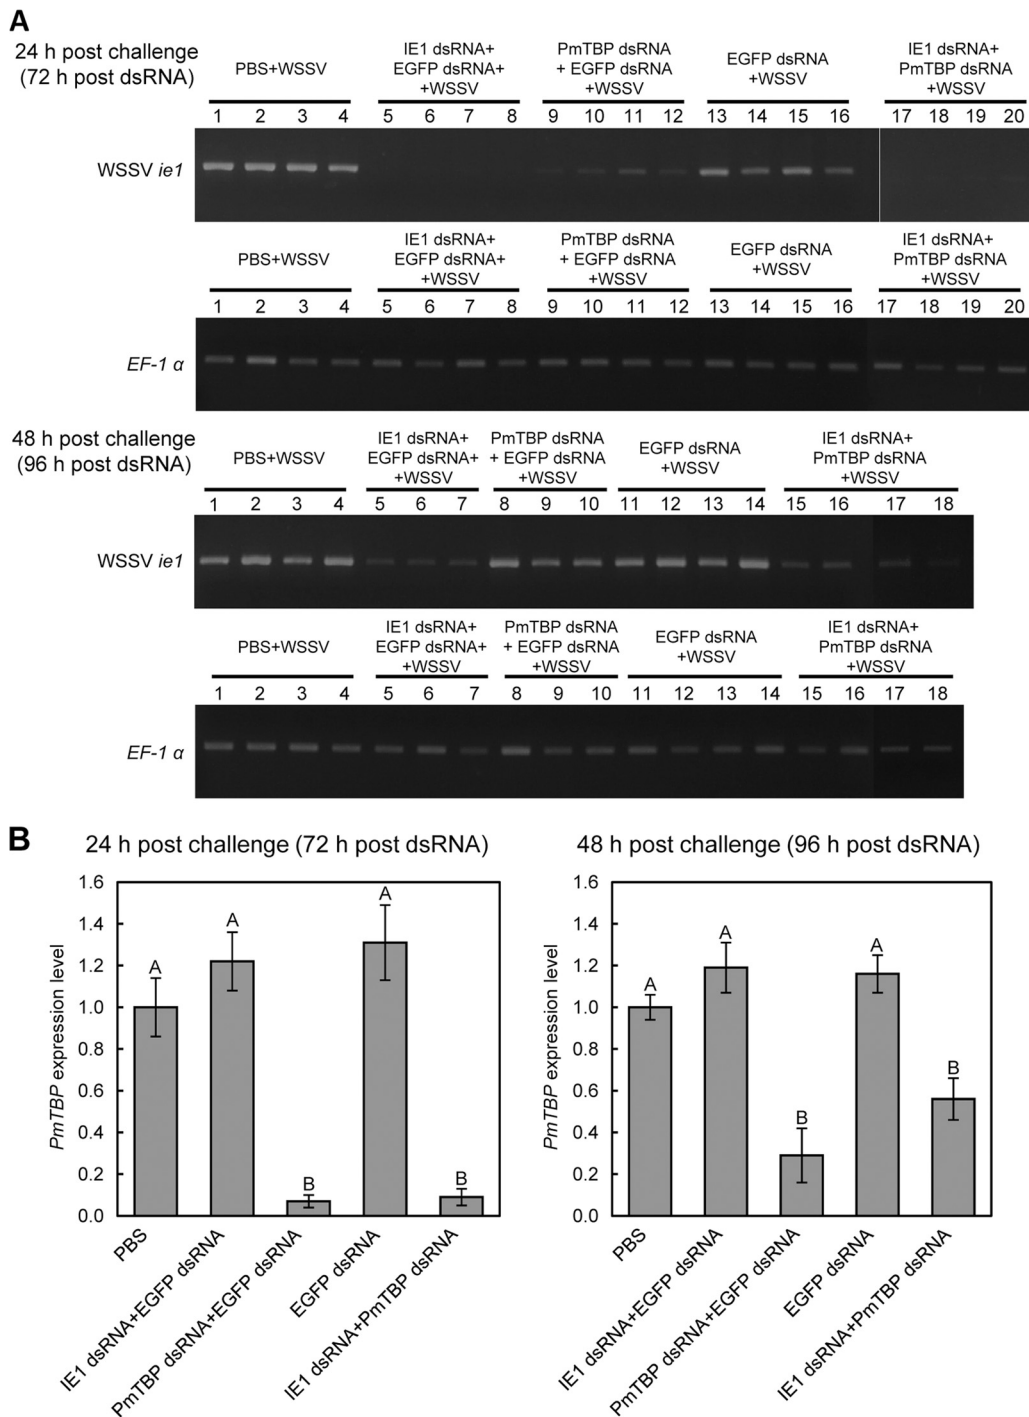 A
24 h post challenge
(72 h post dsRNA)
PBS+WSSV
IE1 dsRNA+
EGFP dsRNA+
+WSSV
PmTBP dsRNA
+ EGFP dsRNA
+WSSV
EGFP dsRNA
+WSSV
IE1 dsRNA+
PmTBP dsRNA
+WSSV
1 2 3 4 5 6 7 8 9 10 11 12 13 14 15 16 17 18 19 20
WSSV ie1
PBS+WSSV
IE1 dsRNA+
EGFP dsRNA+
+WSSV
PmTBP dsRNA
+ EGFP dsRNA
+WSSV
EGFP dsRNA
+WSSV
IE1 dsRNA+
PmTBP dsRNA
+WSSV
1 2 3 4 5 6 7 8 9 10 11 12 13 14 15 16 17 18 19 20
EF-1 α
48 h post challenge
(96 h post dsRNA)
PBS+WSSV
IE1 dsRNA+
EGFP dsRNA+
+WSSV
PmTBP dsRNA
+ EGFP dsRNA
+WSSV
EGFP dsRNA
+WSSV
IE1 dsRNA+
PmTBP dsRNA
+WSSV
1 2 3 4 5 6 7 8 9 10 11 12 13 14 15 16 17 18
WSSV ie1
PBS+WSSV
IE1 dsRNA+
EGFP dsRNA+
+WSSV
PmTBP dsRNA
+ EGFP dsRNA
+WSSV
EGFP dsRNA
+WSSV
IE1 dsRNA+
PmTBP dsRNA
+WSSV
1 2 3 4 5 6 7 8 9 10 11 12 13 14 15 16 17 18
EF-1 α
B
24 h post challenge (72 h post dsRNA)
PmTBP expression level
1.6
1.4
1.2
1.0
0.8
0.6
0.4
0.2
0.0
A
A
B
A
B
PBS
IE1 dsRNA+EGFP dsRNA
PmTBP dsRNA+EGFP dsRNA
EGFP dsRNA
IE1 dsRNA+PmTBP dsRNA
48 h post challenge (96 h post dsRNA)
PmTBP expression level
1.6
1.4
1.2
1.0
0.8
0.6
0.4
0.2
0.0
A
A
B
A
B
PBS
IE1 dsRNA+EGFP dsRNA
PmTBP dsRNA+EGFP dsRNA
EGFP dsRNA
IE1 dsRNA+PmTBP dsRNA